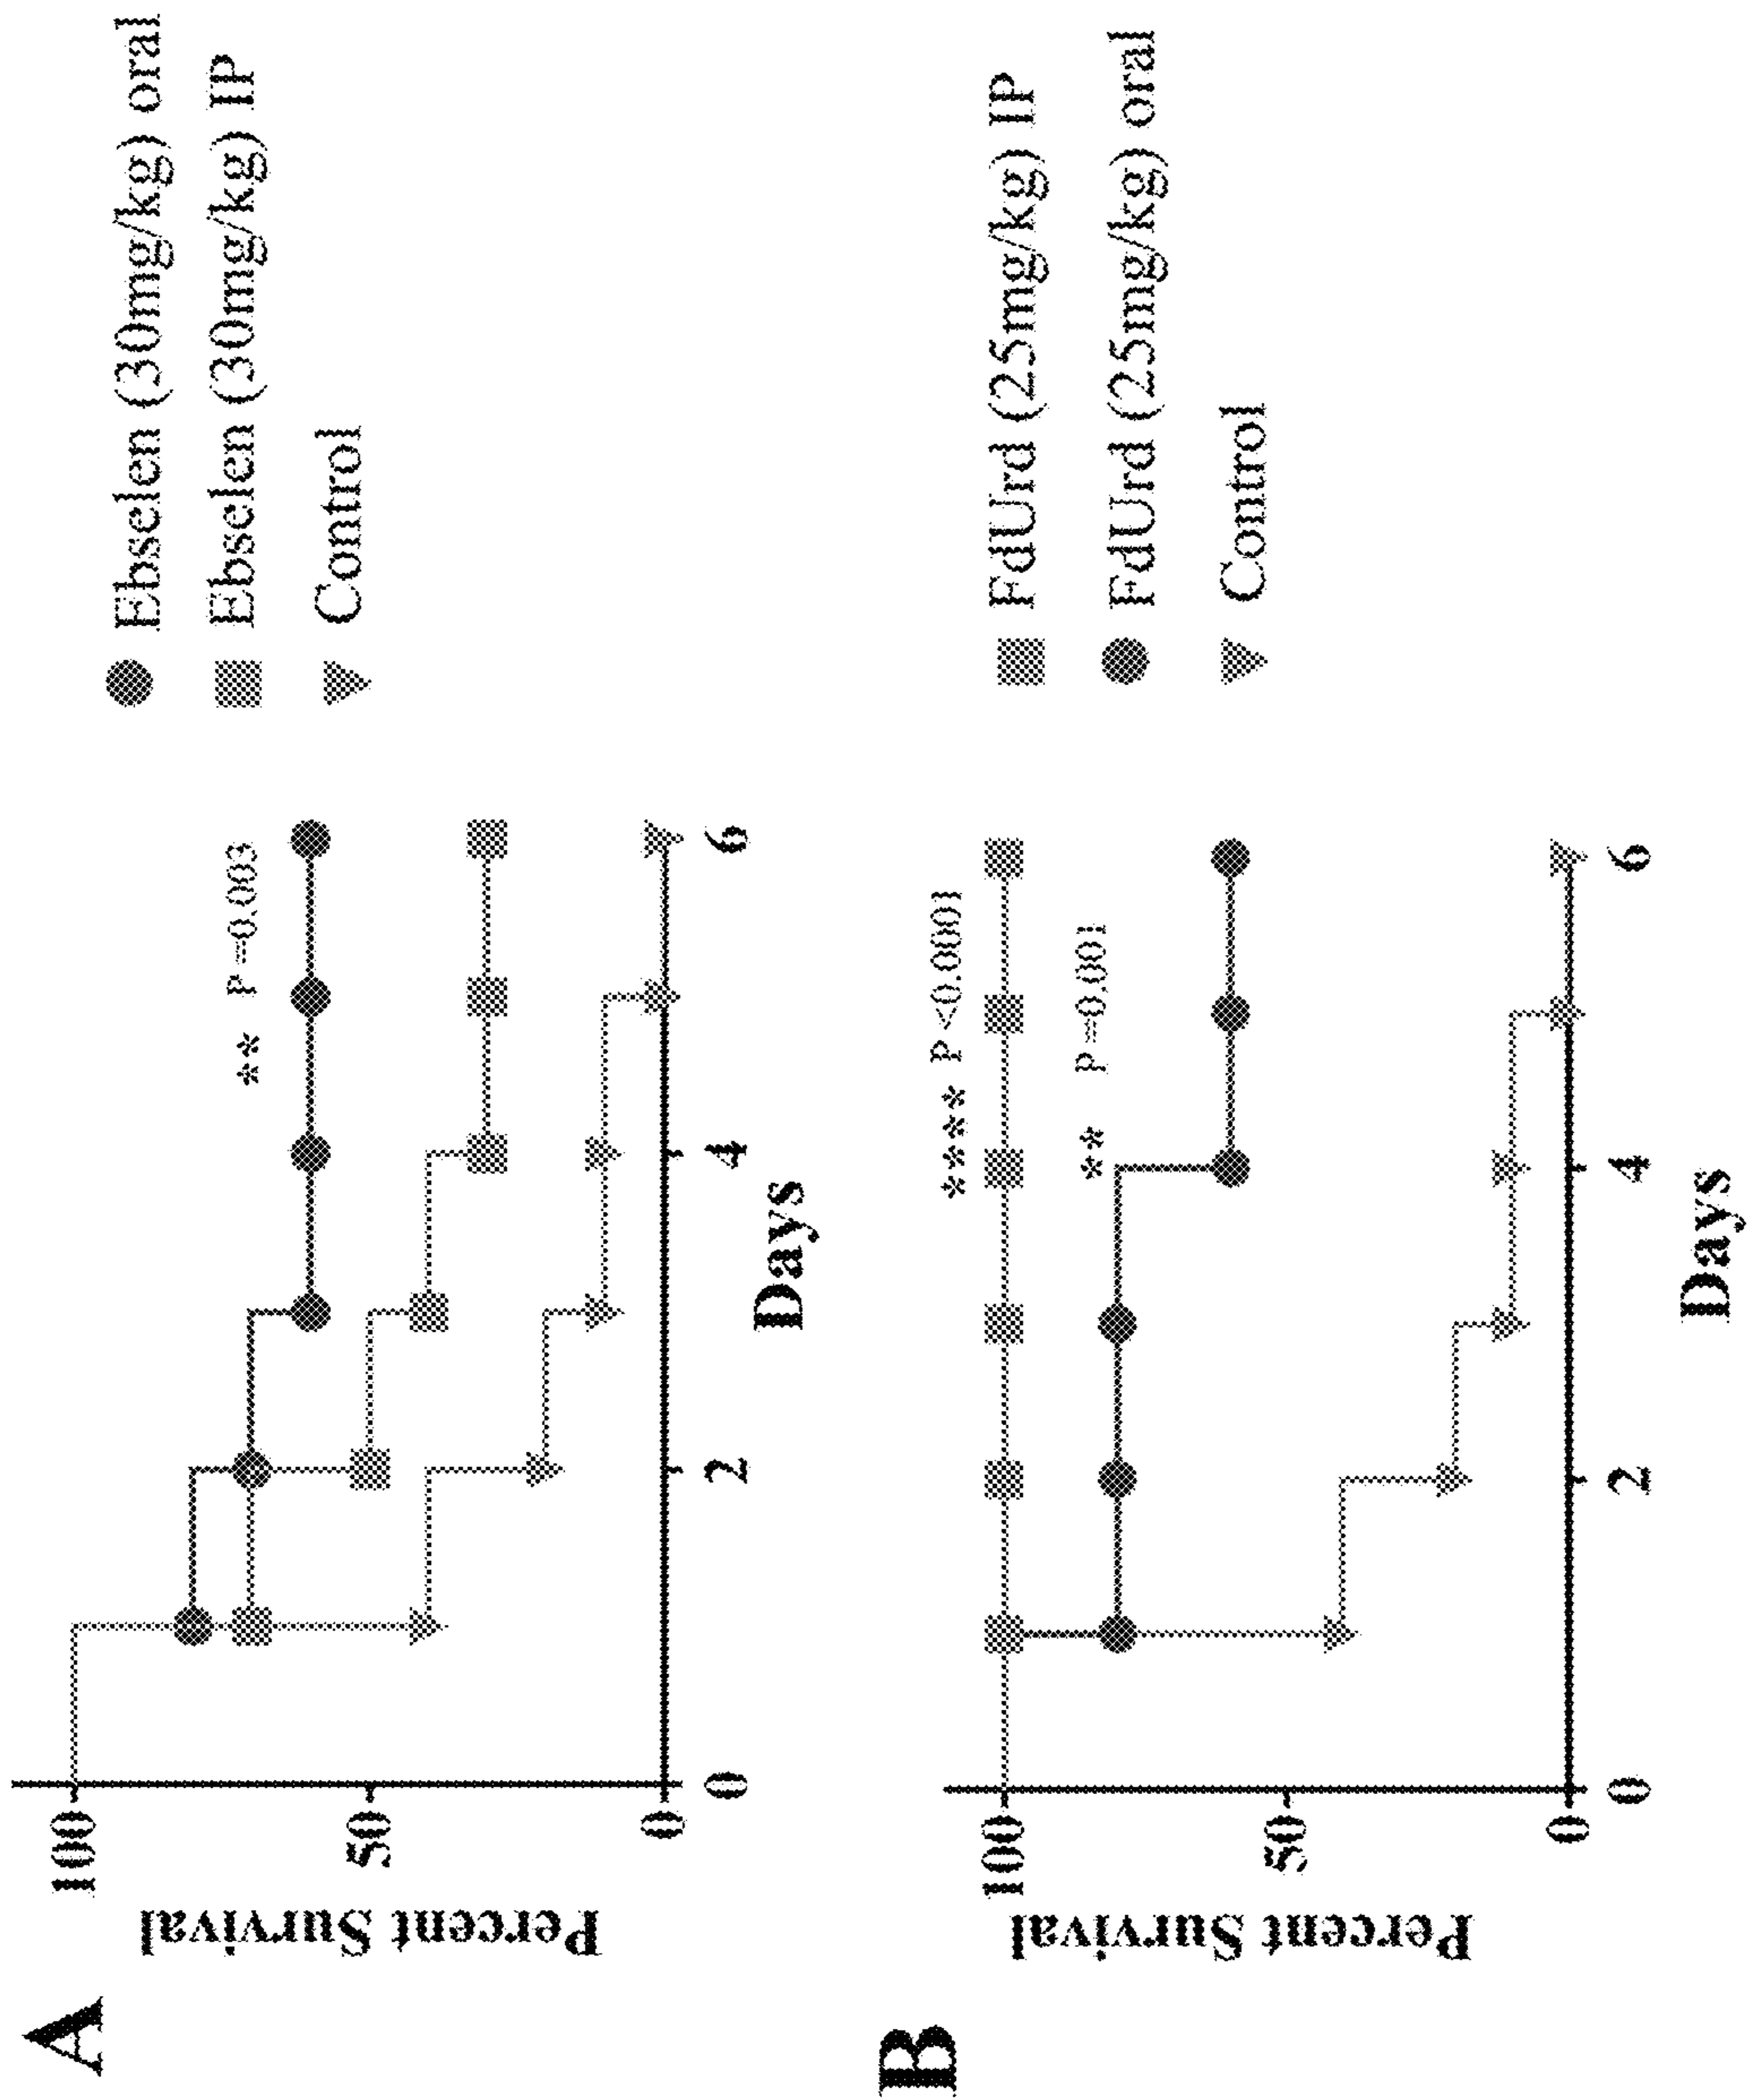 A
Percent Survival
100
50
0
0
2
4
6
Days
** P=0.003
Ebselen (30mg/kg) oral
Ebselen (30mg/kg) IP
Control
B
Percent Survival
100
50
0
0
2
4
6
Days
**** P<0.0001
** P=0.001
FdUrd (25mg/kg) IP
FdUrd (25mg/kg) oral
Control